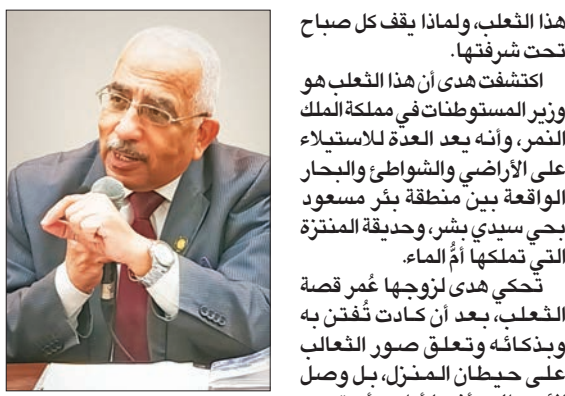 هذا الثعلب، ولماذا يقف كل صباح
تحت شرفتها.
اكتشفت هدى أن هذا الثعلب هو
وزير المستوطنات في مملكة الملك
النمر، وأنه يعد العدة للاستيلاء
على الأراضي والشواطئ والبحار
الواقعة بين منطقة بئر مسعود
بحي سيدي بشر، وحديقة المنتزة
التي تملكها أمُّ الماء.
تحكي هدى لزوجها عُمر قصة
الثعلب، بعد أن كادت تُفتن به
وبذكائه وتعلق صور الثعالب
على حيطان المنزل، بل وصل